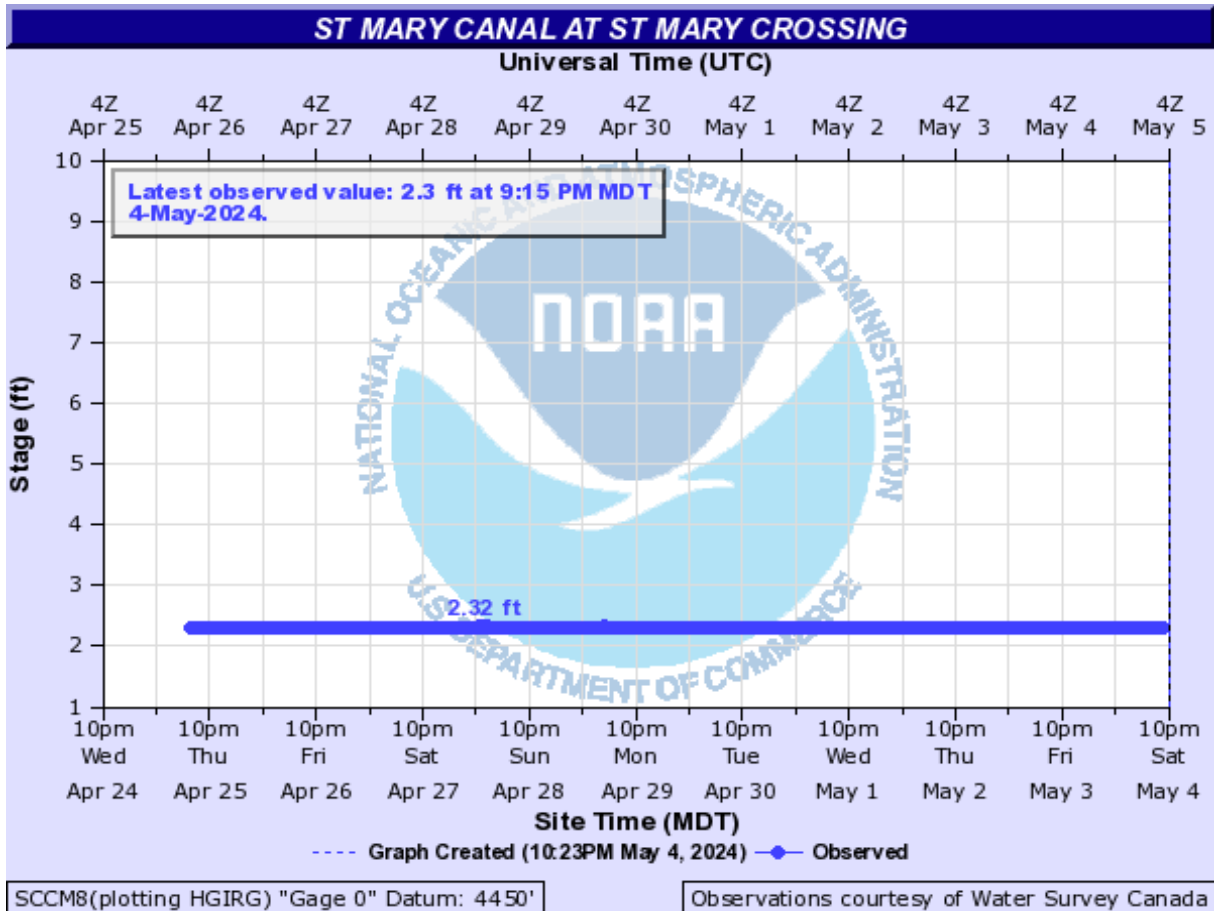 ST MARY CANAL AT ST MARY CROSSING
Universal Time (UTC)
4Z 4Z 4Z 4Z 4Z 4Z 4Z 4Z 4Z 4Z 4Z
Apr 25 Apr 26 Apr 27 Apr 28 Apr 29 Apr 30 May 1 May 2 May 3 May 4 May 5
Latest observed value: 2.3 ft at 9:15 PM MDT
4-May-2024.
NATIONAL OCEANIC AND ATMOSPHERIC ADMINISTRATION
NOAA
U.S. DEPARTMENT OF COMMERCE
Stage (ft)
10
9
8
7
6
5
4
3
2
1
2.32 ft
10pm 10pm 10pm 10pm 10pm 10pm 10pm 10pm 10pm 10pm 10pm
Wed Thu Fri Sat Sun Mon Tue Wed Thu Fri Sat
Apr 24 Apr 25 Apr 26 Apr 27 Apr 28 Apr 29 Apr 30 May 1 May 2 May 3 May 4
Site Time (MDT)
Graph Created (10:23PM May 4, 2024) Observed
SCCM8(plotting HGIRG) "Gage 0" Datum: 4450'
Observations courtesy of Water Survey Canada